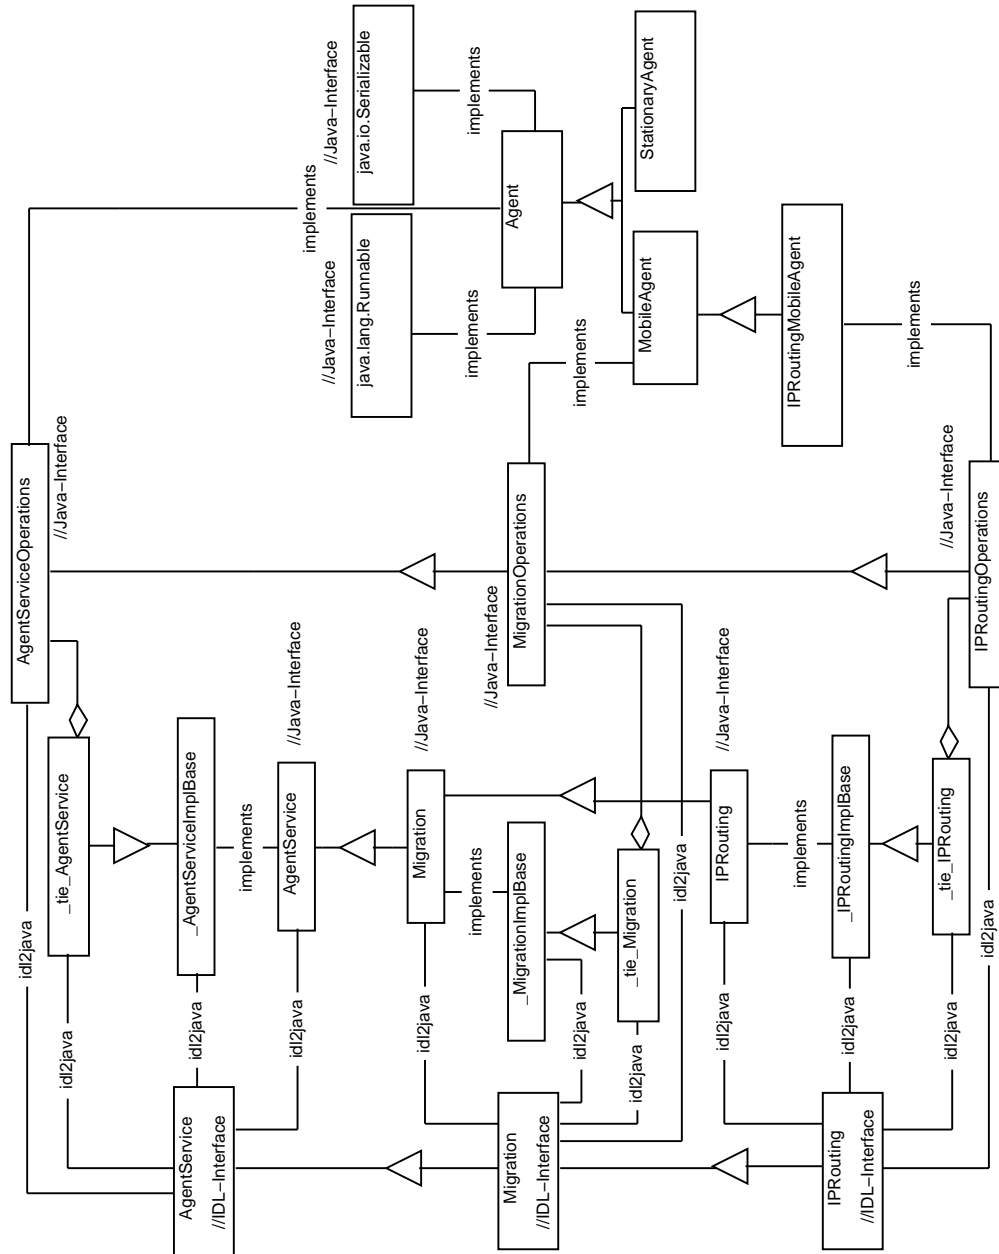 AgentService
//IDL–Interface
Migration
//IDL–Interface
IPRouting
//IDL–Interface
idl2java
idl2java
idl2java
idl2java
idl2java
idl2java
idl2java
idl2java
idl2java
idl2java
idl2java
idl2java
_tie_AgentService
_AgentServiceImplBase
implements
AgentService
//Java–Interface
Migration
//Java–Interface
implements
_MigrationImplBase
_tie_Migration
IPRouting
//Java–Interface
implements
_IPRoutingImplBase
_tie_IPRouting
AgentServiceOperations
//Java–Interface
MigrationOperations
//Java–Interface
IPRoutingOperations
//Java–Interface
implements
implements
implements
java.lang.Runnable
//Java–Interface
implements
java.io.Serializable
//Java–Interface
implements
Agent
MobileAgent
StationaryAgent
IPRoutingMobileAgent